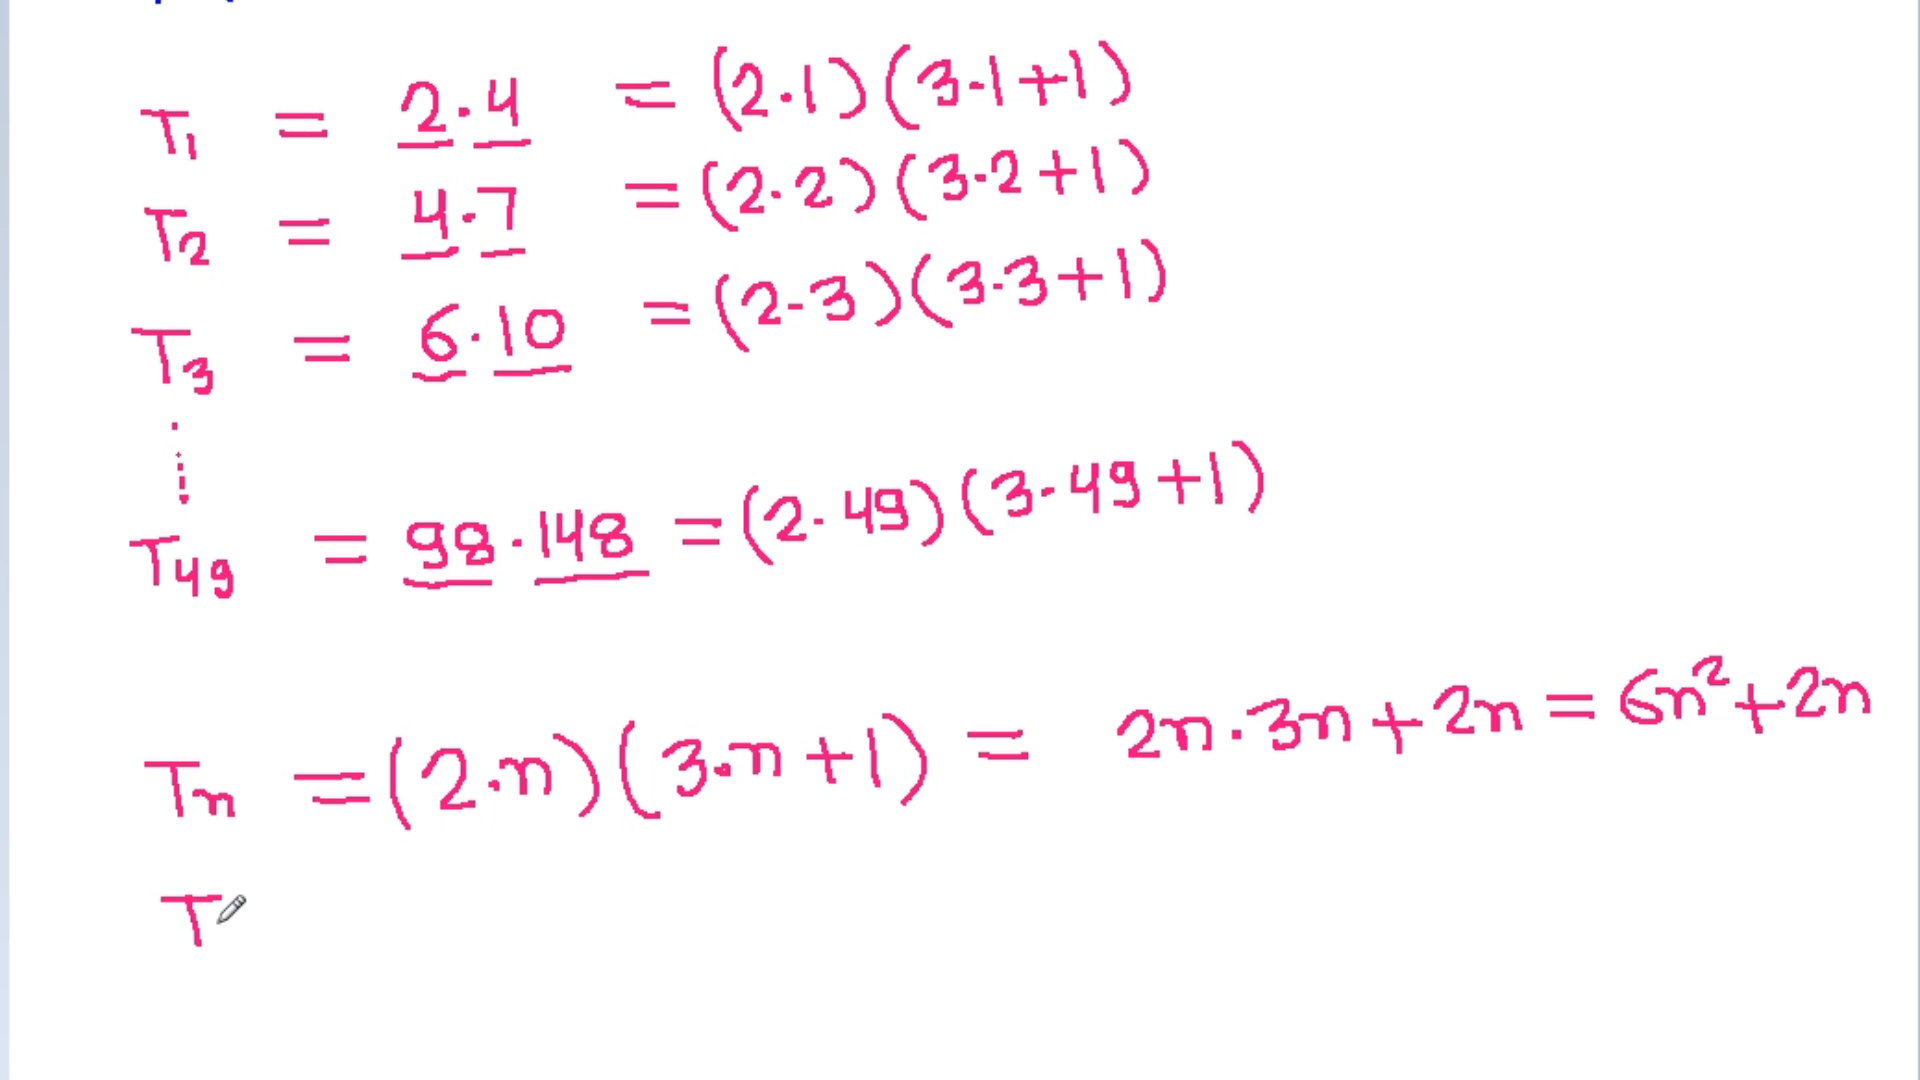 T₁ = 2·4 = (2·1)(3·1+1)
T₂ = 4·7 = (2·2)(3·2+1)
T₃ = 6·10 = (2·3)(3·3+1)
⋮
T₄₉ = 98·148 = (2·49)(3·49+1)
Tₙ = (2·n)(3·n+1) = 2n·3n+2n = 6n²+2n
T